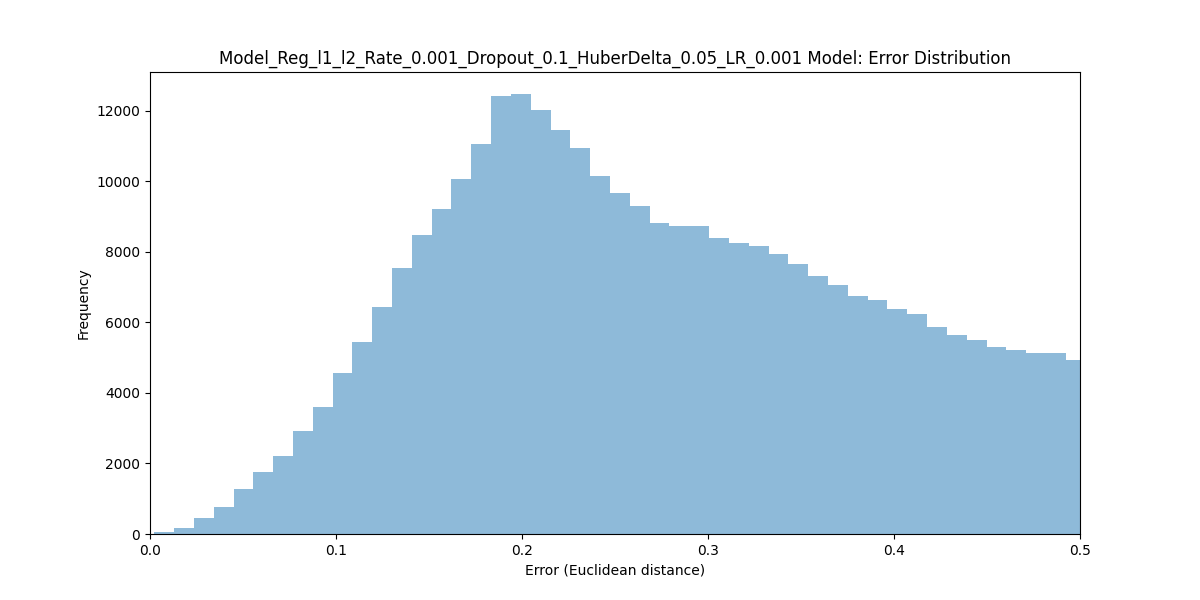 Model_Reg_l1_l2_Rate_0.001_Dropout_0.1_HuberDelta_0.05_LR_0.001 Model: Error Distribution
12000
10000
8000
6000
4000
2000
0
Frequency
0.0 0.1 0.2 0.3 0.4 0.5
Error (Euclidean distance)